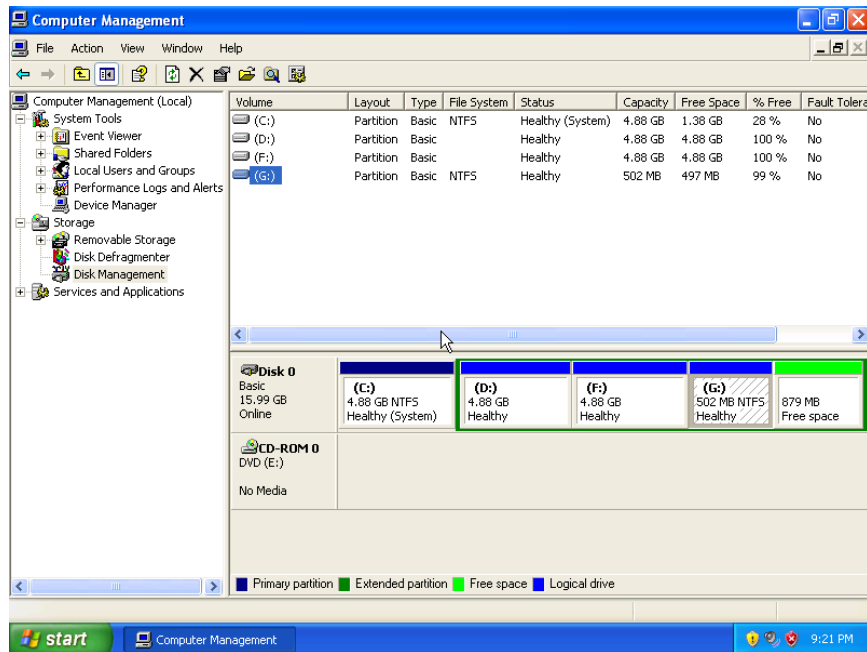 Computer Management
File Action View Window Help
Computer Management (Local)
System Tools
Event Viewer
Shared Folders
Local Users and Groups
Performance Logs and Alerts
Device Manager
Storage
Removable Storage
Disk Defragmenter
Disk Management
Services and Applications
Volume Layout Type File System Status Capacity Free Space % Free Fault Tolera
(C:) Partition Basic NTFS Healthy (System) 4.88 GB 1.38 GB 28 % No
(D:) Partition Basic Healthy 4.88 GB 4.88 GB 100 % No
(F:) Partition Basic Healthy 4.88 GB 4.88 GB 100 % No
(G:) Partition Basic NTFS Healthy 502 MB 497 MB 99 % No
Disk 0
Basic
15.99 GB
Online
(C:)
4.88 GB NTFS
Healthy (System)
(D:)
4.88 GB
Healthy
(F:)
4.88 GB
Healthy
(G:)
502 MB NTFS
Healthy
879 MB
Free space
CD-ROM 0
DVD (E:)
No Media
Primary partition Extended partition Free space Logical drive
start Computer Management 9:21 PM